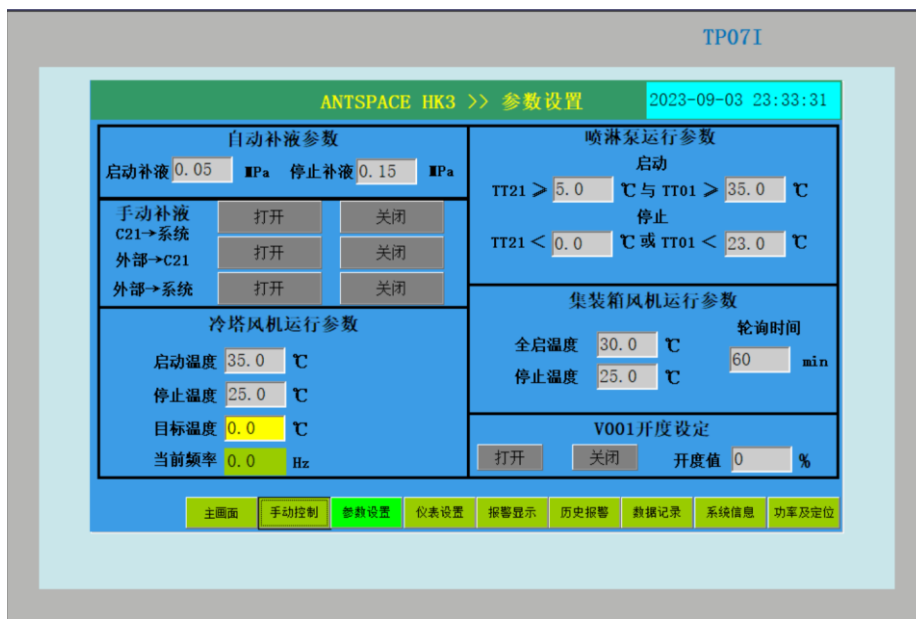 TP07I
ANTSPACE HK3 >> 参数设置
2023-09-03 23:33:31
自动补液参数
启动补液 0.05 MPa 停止补液 0.15 MPa
手动补液
C21→系统 打开 关闭
外部→C21 打开 关闭
外部→系统 打开 关闭
冷塔风机运行参数
启动温度 35.0 ℃
停止温度 25.0 ℃
目标温度 0.0 ℃
当前频率 0.0 Hz
喷淋泵运行参数
启动
TT21 ≥ 5.0 ℃ 与 TT01 ≥ 35.0 ℃
停止
TT21 < 0.0 ℃ 或 TT01 < 23.0 ℃
集装箱风机运行参数
轮询时间
全启温度 30.0 ℃ 60 min
停止温度 25.0 ℃
V001开度设定
打开 关闭 开度值 0 %
主画面 手动控制 参数设置 仪表设置 报警显示 历史报警 数据记录 系统信息 功率及定位